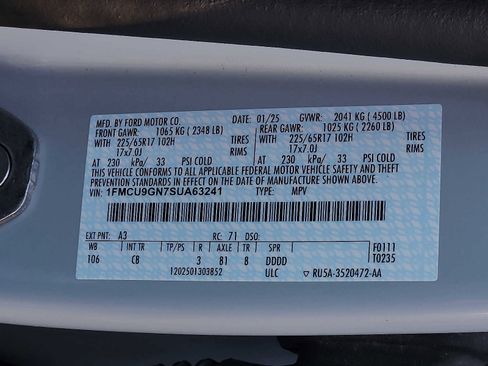 MFD. BY FORD MOTOR CO. DATE: 01/25 GVWR: 2041 KG (4500 LB)
FRONT GAWR: 1065 KG (2348 LB) REAR GAWR: 1025 KG (2260 LB)
WITH 225/65R17 102H TIRES WITH 225/65R17 102H TIRES
17x7.0J RIMS 17x7.0J RIMS
AT 230 kPa/ 33 PSI COLD AT 230 kPa/ 33 PSI COLD
THIS VEHICLE CONFORMS TO ALL APPLICABLE FEDERAL MOTOR VEHICLE
SAFETY AND THEFT PREVENTION STANDARDS IN EFFECT ON THE
DATE OF MANUFACTURE SHOWN ABOVE.
VIN: 1FMCU9GN7SUA63241 TYPE: MPV
EXT PNT: A3 RC: 71 DSO:
WB INT TR TP/PS R AXLE TR SPR F0111
106 CB 3 81 8 DDDD T0235
1202501303852 ULC RU5A-3520472-AA